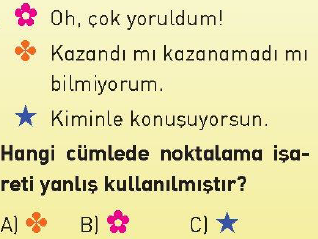 Oh, çok yoruldum!
Kazandı mı kazanamadı mı
bilmiyorum.
Kiminle konuşuyorsun.
Hangi cümlede noktalama işa-
reti yanlış kullanılmıştır?
A) B) C)